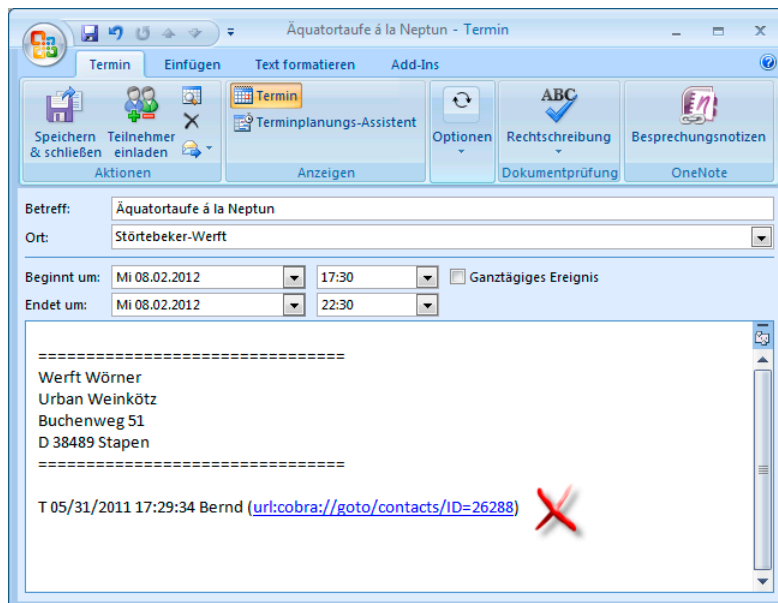 Äquatortaufe á la Neptun - Termin
Termin Einfügen Text formatieren Add-Ins
Speichern & schließen
Teilnehmer einladen
Termin
Terminplanungs-Assistent
Optionen
ABC
Rechtschreibung
Besprechungsnotizen
Aktionen Anzeigen Dokumentprüfung OneNote
Betreff: Äquatortaufe á la Neptun
Ort: Störtebeker-Werft
Beginnt um: Mi 08.02.2012 17:30 Ganztägiges Ereignis
Endet um: Mi 08.02.2012 22:30
================================
Werft Wörner
Urban Weinkötz
Buchenweg 51
D 38489 Stapen
================================
T 05/31/2011 17:29:34 Bernd (url:cobra://goto/contacts/ID=26288)